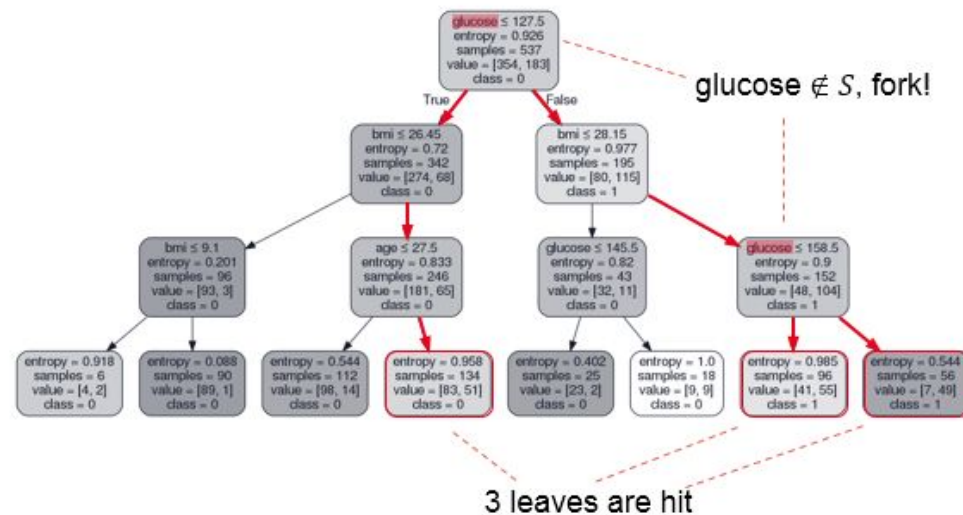 glucose ≤ 127.5
entropy = 0.926
samples = 537
value = [354, 183]
class = 0
glucose ∉ S, fork!
True
False
bmi ≤ 26.45
entropy = 0.72
samples = 342
value = [274, 68]
class = 0
bmi ≤ 28.15
entropy = 0.977
samples = 195
value = [80, 115]
class = 1
bmi ≤ 9.1
entropy = 0.201
samples = 96
value = [93, 3]
class = 0
age ≤ 27.5
entropy = 0.833
samples = 246
value = [181, 65]
class = 0
glucose ≤ 145.5
entropy = 0.82
samples = 43
value = [32, 11]
class = 0
glucose ≤ 158.5
entropy = 0.9
samples = 152
value = [48, 104]
class = 1
entropy = 0.918
samples = 6
value = [4, 2]
class = 0
entropy = 0.088
samples = 90
value = [89, 1]
class = 0
entropy = 0.544
samples = 112
value = [98, 14]
class = 0
entropy = 0.958
samples = 134
value = [83, 51]
class = 0
entropy = 0.402
samples = 25
value = [23, 2]
class = 0
entropy = 1.0
samples = 18
value = [9, 9]
class = 0
entropy = 0.985
samples = 96
value = [41, 55]
class = 1
entropy = 0.544
samples = 56
value = [7, 49]
class = 1
3 leaves are hit